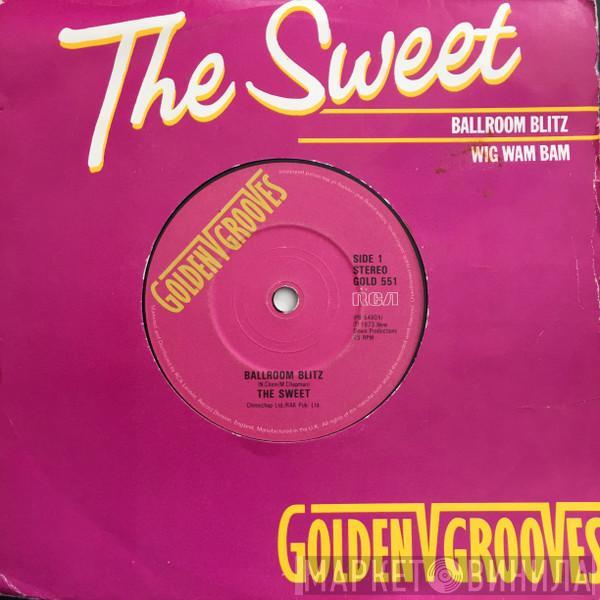 The Sweet
BALLROOM BLITZ
WIG WAM BAM
GOLDEN GROOVES
SIDE 1
STEREO
GOLD 551
RCA
℗ 1973 New
45 RPM
BALLROOM BLITZ
(N.Chinn/M.Chapman)
THE SWEET
Chinnichap Ltd./RAK Pub. Ltd.
GOLDEN GROOVES
МАРКЕТ ВИНИЛА